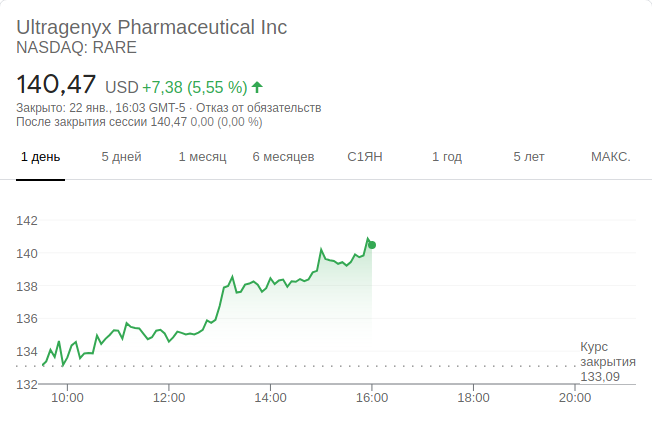 Ultragenyx Pharmaceutical Inc
NASDAQ: RARE
140,47 USD +7,38 (5,55 %)
Закрыто: 22 янв., 16:03 GMT-5 · Отказ от обязательств
После закрытия сессии 140,47 0,00 (0,00 %)
1 день 5 дней 1 месяц 6 месяцев С1ЯН 1 год 5 лет МАКС.
142
140
138
136
134
132
Курс
закрытия
133,09
10:00 12:00 14:00 16:00 18:00 20:00